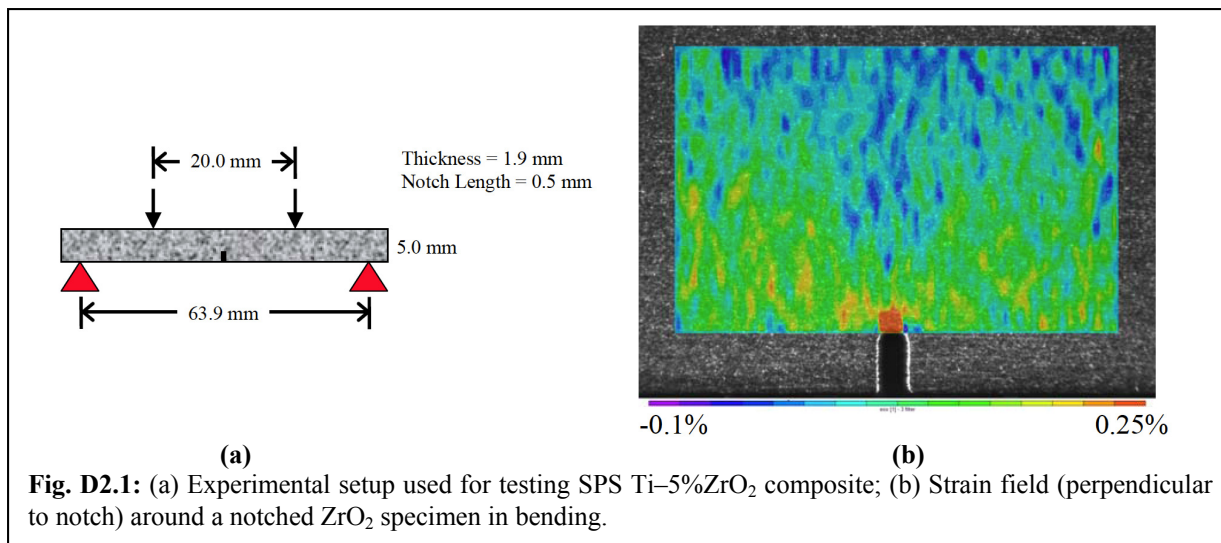 20.0 mm
Thickness = 1.9 mm
Notch Length = 0.5 mm
5.0 mm
63.9 mm
-0.1%
0.25%
(a)
(b)
Fig. D2.1: (a) Experimental setup used for testing SPS Ti–5%ZrO₂ composite; (b) Strain field (perpendicular
to notch) around a notched ZrO₂ specimen in bending.